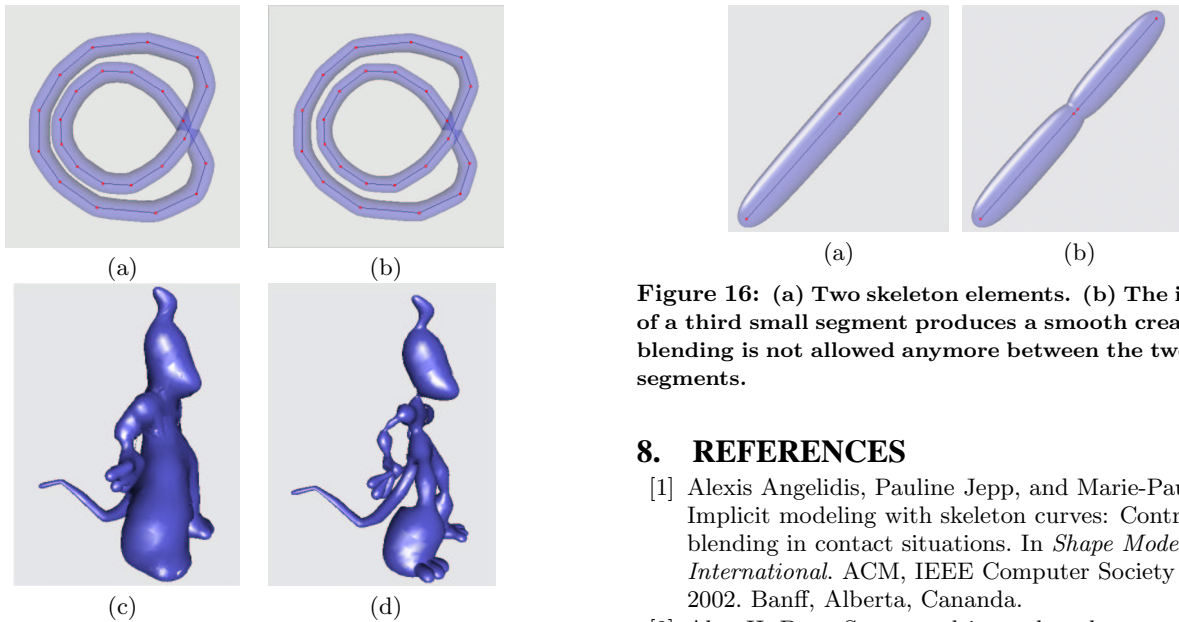 (a)
(b)
(c)
(d)
(a)
(b)
Figure 16: (a) Two skeleton elements. (b) The i
of a third small segment produces a smooth crea
blending is not allowed anymore between the two
segments.
8. REFERENCES
[1] Alexis Angelidis, Pauline Jepp, and Marie-Pau
Implicit modeling with skeleton curves: Contr
blending in contact situations. In Shape Mode
International. ACM, IEEE Computer Society
2002. Banff, Alberta, Cananda.